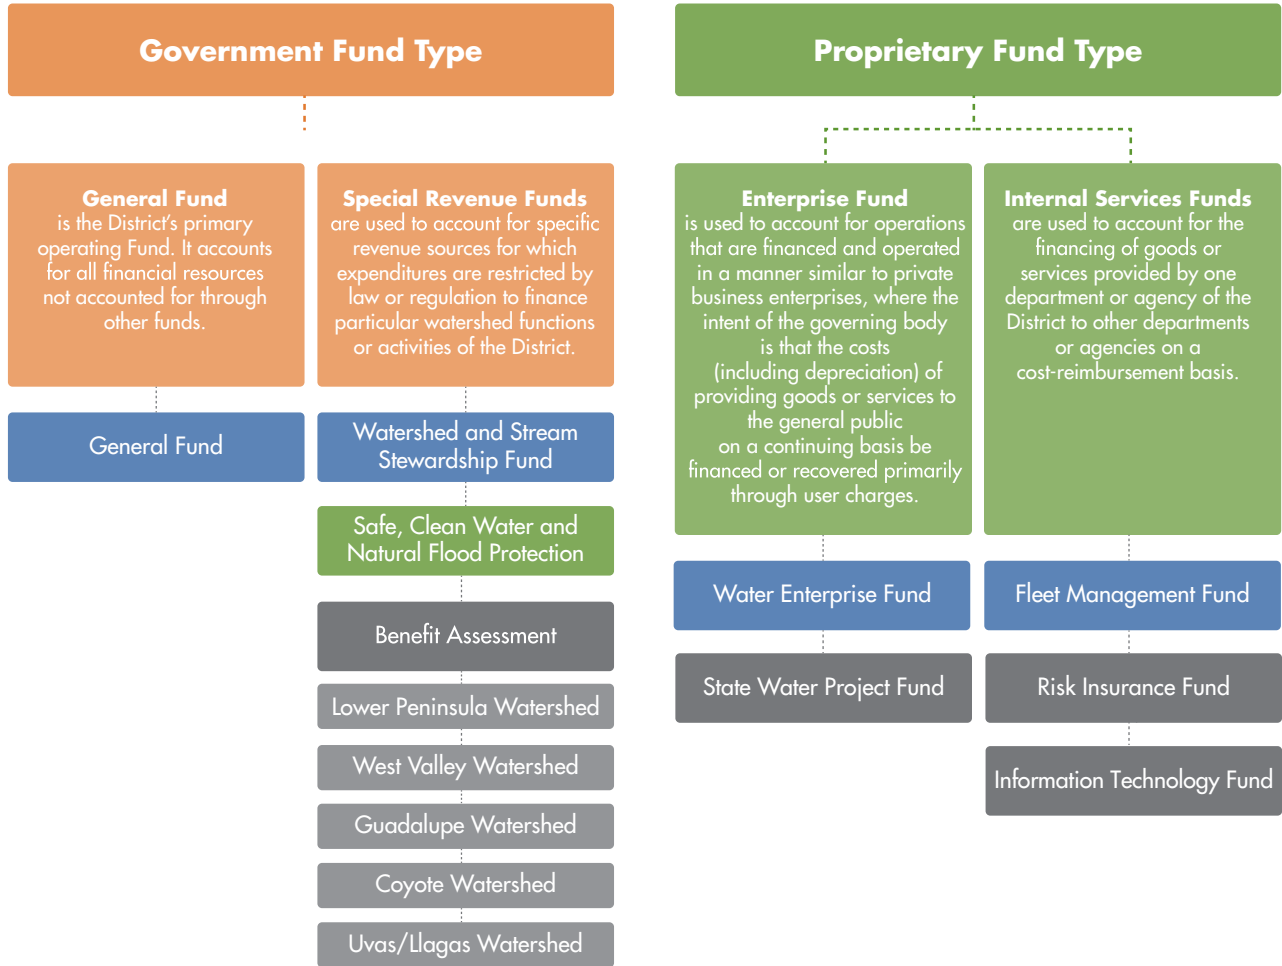 Government Fund Type
General Fund
is the District's primary
operating Fund. It accounts
for all financial resources
not accounted for through
other funds.
General Fund
Special Revenue Funds
are used to account for specific
revenue sources for which
expenditures are restricted by
law or regulation to finance
particular watershed functions
or activities of the District.
Watershed and Stream
Stewardship Fund
Safe, Clean Water and
Natural Flood Protection
Benefit Assessment
Lower Peninsula Watershed
West Valley Watershed
Guadalupe Watershed
Coyote Watershed
Uvas/Llagas Watershed
Proprietary Fund Type
Enterprise Fund
is used to account for operations
that are financed and operated
in a manner similar to private
business enterprises, where the
intent of the governing body
is that the costs
(including depreciation) of
providing goods or services to
the general public
on a continuing basis be
financed or recovered primarily
through user charges.
Water Enterprise Fund
State Water Project Fund
Internal Services Funds
are used to account for the
financing of goods or
services provided by one
department or agency of the
District to other departments
or agencies on a
cost-reimbursement basis.
Fleet Management Fund
Risk Insurance Fund
Information Technology Fund